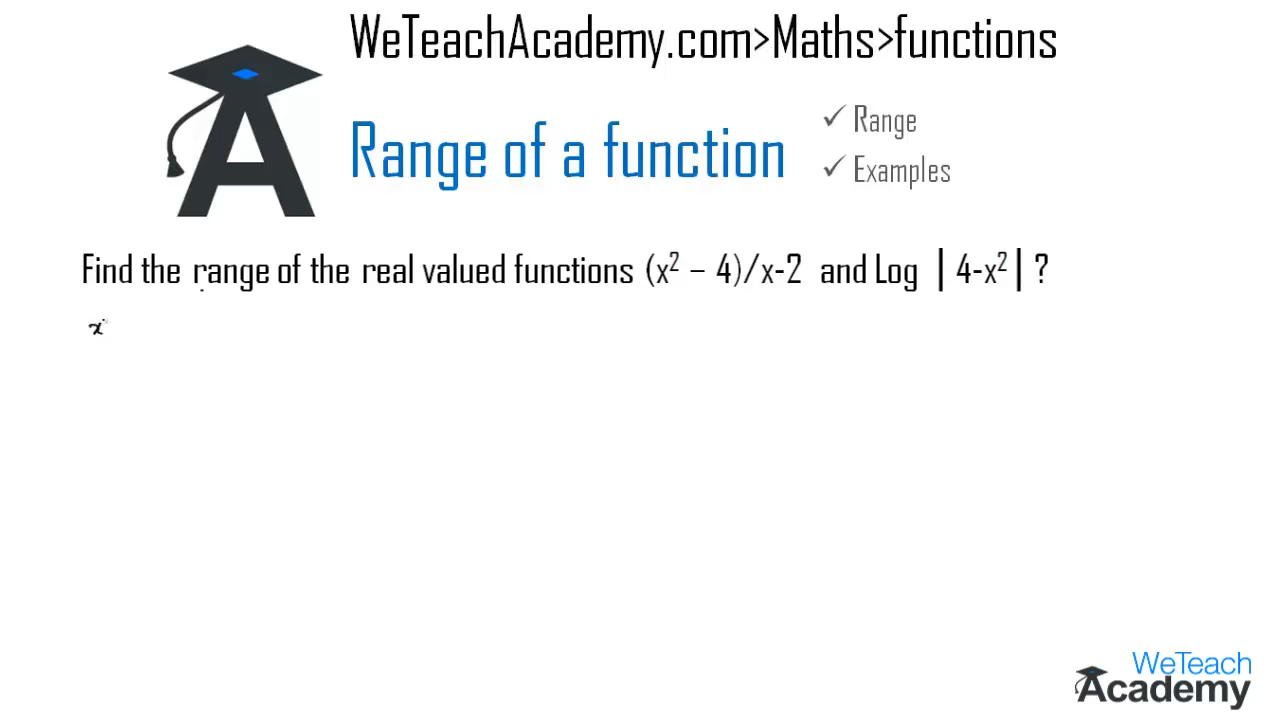 WeTeachAcademy.com>Maths>functions
Range of a function
✓ Range
✓ Examples
Find the range of the real valued functions (x² – 4)/x-2 and Log |4-x²| ?
x
WeTeach
Academy